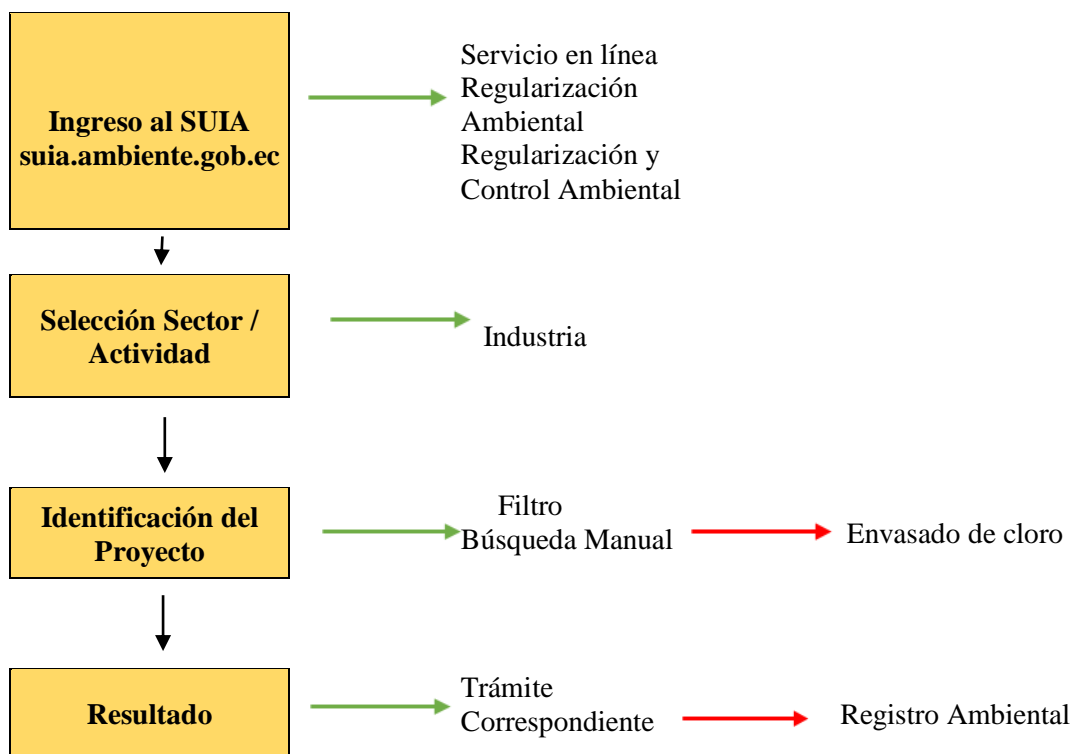 Ingreso al SUIA
suia.ambiente.gob.ec
Servicio en línea
Regularización
Ambiental
Regularización y
Control Ambiental
Selección Sector /
Actividad
Industria
Identificación del
Proyecto
Filtro
Búsqueda Manual
Envasado de cloro
Resultado
Trámite
Correspondiente
Registro Ambiental